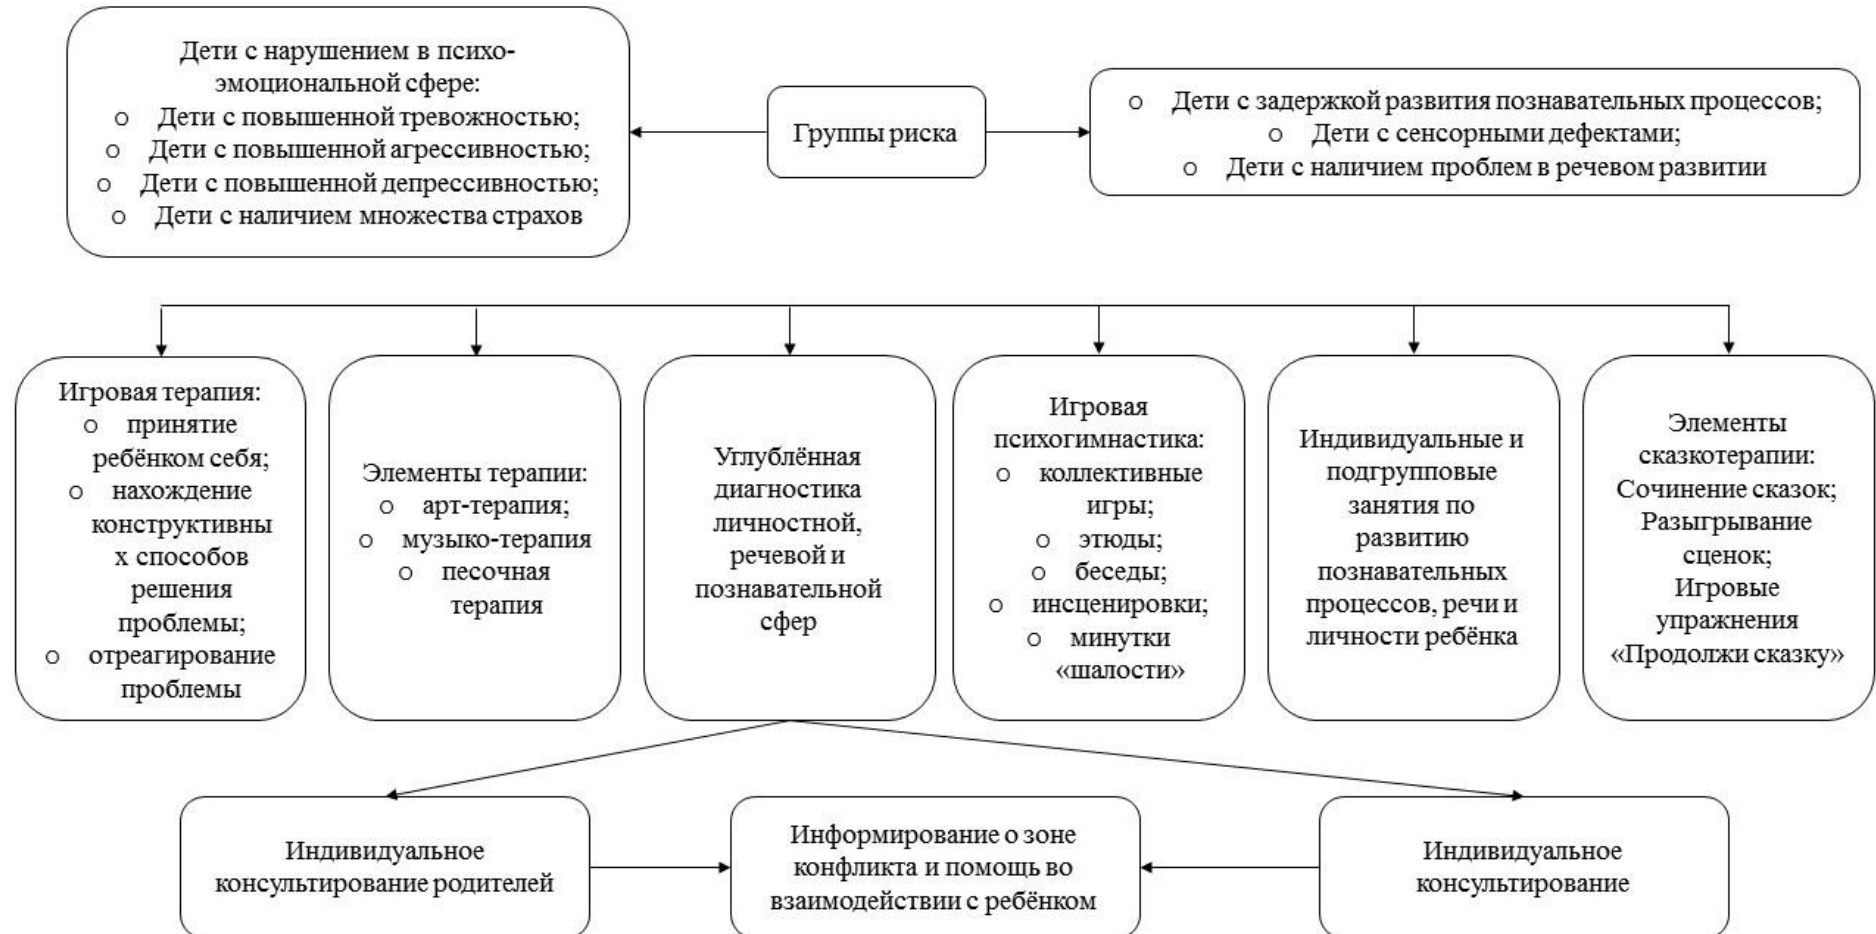 Дети с нарушением в психо-
эмоциональной сфере:
o Дети с повышенной тревожностью;
o Дети с повышенной агрессивностью;
o Дети с повышенной депрессивностью;
o Дети с наличием множества страхов
Группы риска
o Дети с задержкой развития познавательных процессов;
o Дети с сенсорными дефектами;
o Дети с наличием проблем в речевом развитии
Игровая терапия:
o принятие
ребёнком себя;
o нахождение
конструктивны
х способов
решения
проблемы;
o отреагирование
проблемы
Элементы терапии:
o арт-терапия;
o музыко-терапия
o песочная
терапия
Углублённая
диагностика
личностной,
речевой и
познавательной
сфер
Игровая
психогимнастика:
o коллективные
игры;
o этюды;
o беседы;
o инсценировки;
o минутки
«шалости»
Индивидуальные и
подгрупповые
занятия по
развитию
познавательных
процессов, речи и
личности ребёнка
Элементы
сказкотерапии:
Сочинение сказок;
Разыгрывание
сценок;
Игровые
упражнения
«Продолжи сказку»
Индивидуальное
консультирование родителей
Информирование о зоне
конфликта и помощь во
взаимодействии с ребёнком
Индивидуальное
консультирование